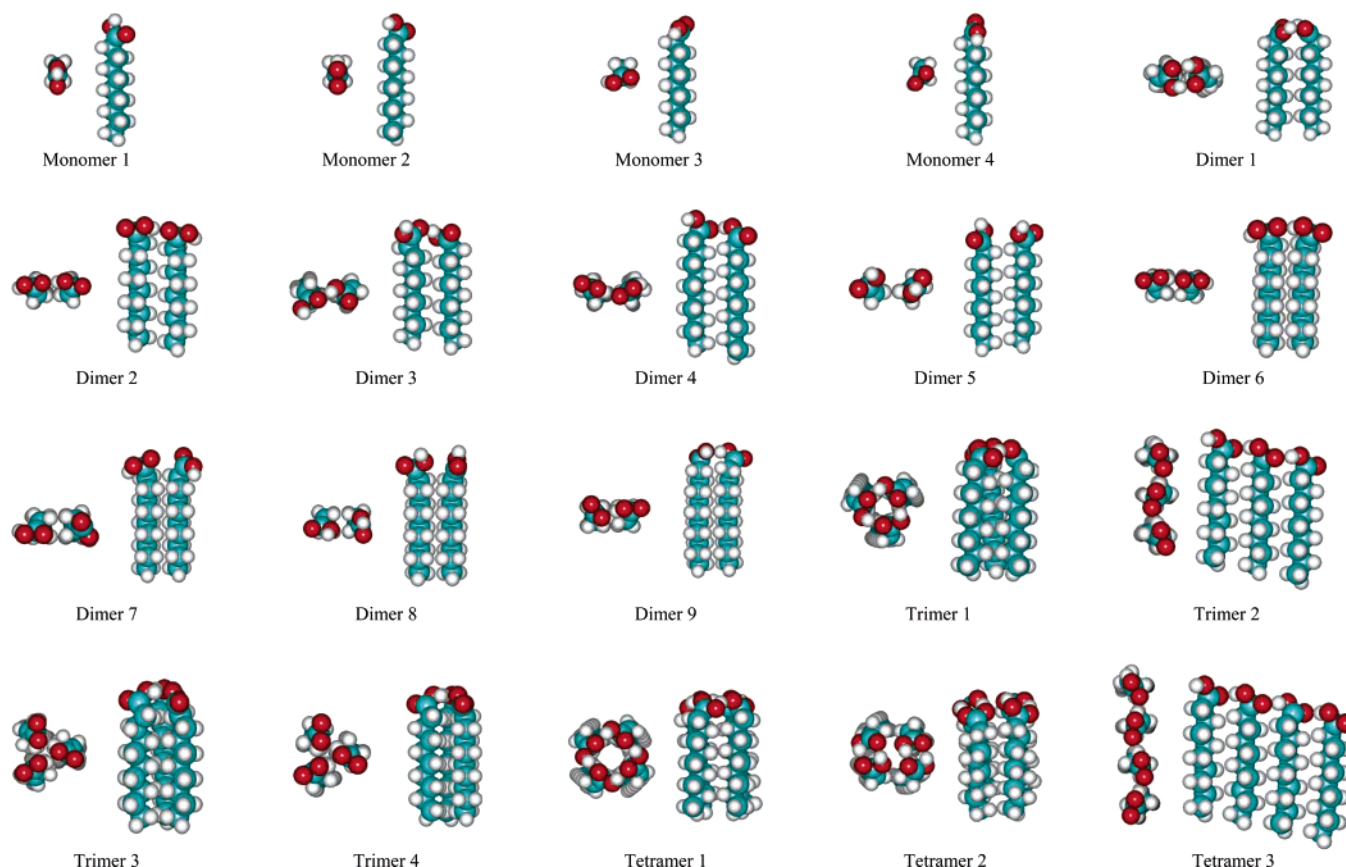 Monomer 1
Monomer 2
Monomer 3
Monomer 4
Dimer 1
Dimer 2
Dimer 3
Dimer 4
Dimer 5
Dimer 6
Dimer 7
Dimer 8
Dimer 9
Trimer 1
Trimer 2
Trimer 3
Trimer 4
Tetramer 1
Tetramer 2
Tetramer 3